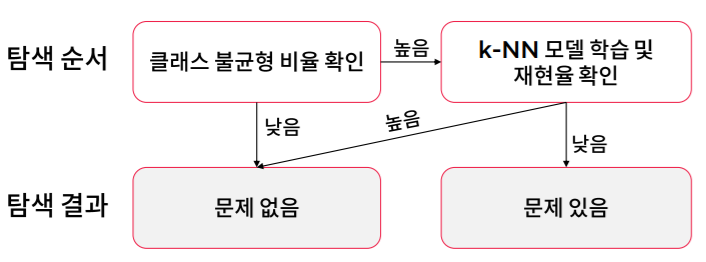 탐색 순서
클래스 불균형 비율 확인
높음
k-NN 모델 학습 및
재현율 확인
낮음
높음
낮음
탐색 결과
문제 없음
문제 있음